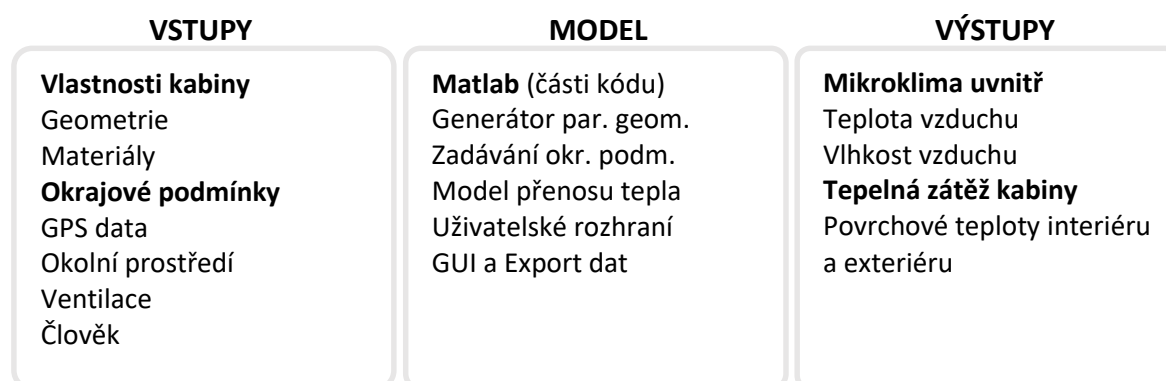 VSTUPY
Vlastnosti kabiny
Geometrie
Materiály
Okrajové podmínky
GPS data
Okolní prostředí
Ventilace
Člověk
MODEL
Matlab (části kódu)
Generátor par. geom.
Zadávání okr. podm.
Model přenosu tepla
Uživatelské rozhraní
GUI a Export dat
VÝSTUPY
Mikroklima uvnitř
Teplota vzduchu
Vlhkost vzduchu
Tepelná zátěž kabiny
Povrchové teploty interiéru
a exteriéru